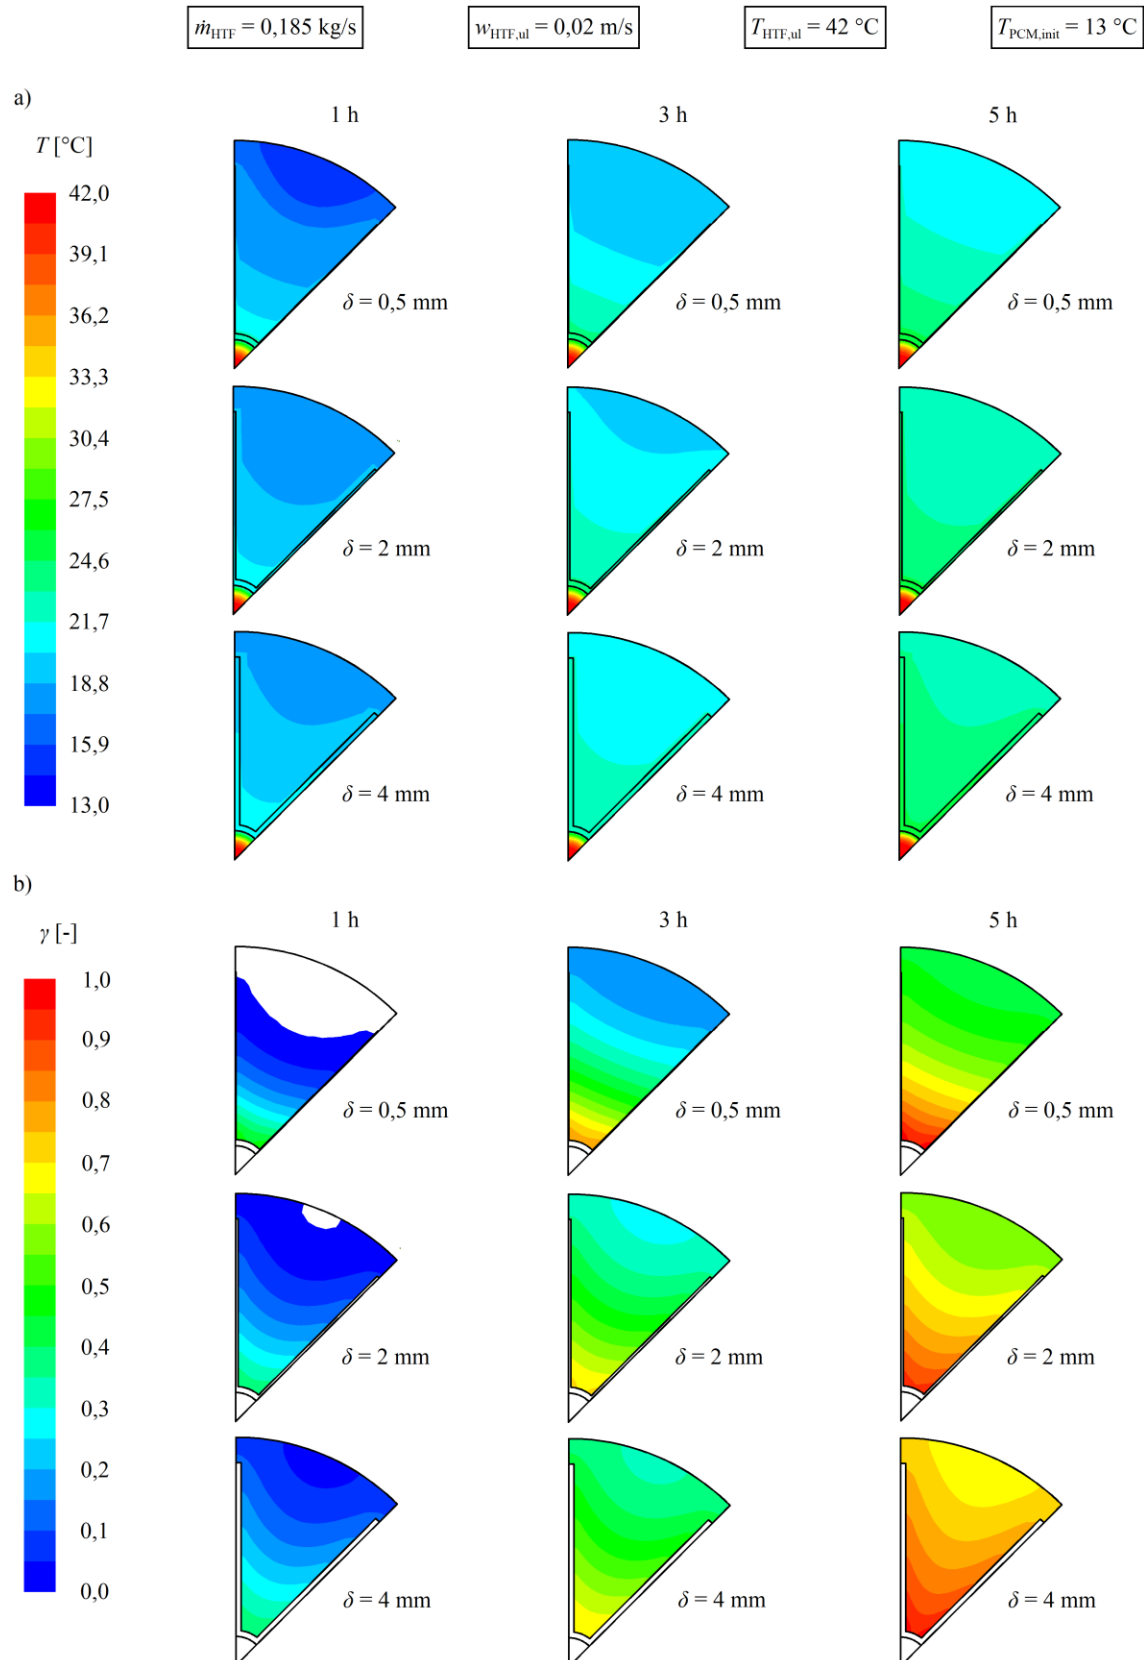 ṁHTF = 0,185 kg/s
wHTF,ul = 0,02 m/s
THTF,ul = 42 °C
TPCM,init = 13 °C
a)
1 h
3 h
5 h
T [°C]
42,0
39,1
36,2
33,3
30,4
27,5
24,6
21,7
18,8
15,9
13,0
δ = 0,5 mm
δ = 0,5 mm
δ = 0,5 mm
δ = 2 mm
δ = 2 mm
δ = 2 mm
δ = 4 mm
δ = 4 mm
δ = 4 mm
b)
1 h
3 h
5 h
γ [-]
1,0
0,9
0,8
0,7
0,6
0,5
0,4
0,3
0,2
0,1
0,0
δ = 0,5 mm
δ = 0,5 mm
δ = 0,5 mm
δ = 2 mm
δ = 2 mm
δ = 2 mm
δ = 4 mm
δ = 4 mm
δ = 4 mm